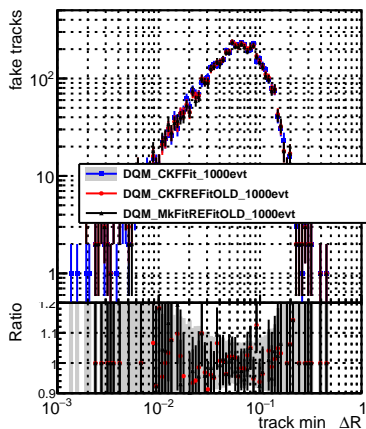 fake tracks
10²
10
1
DQM_CKFFit_1000evt
DQM_CKFREFitOLD_1000evt
DQM_MkFitREFitOLD_1000evt
Ratio
1.2
1.1
1.0
0.9
10⁻³ 10⁻² 10⁻¹ 1
track min ΔR